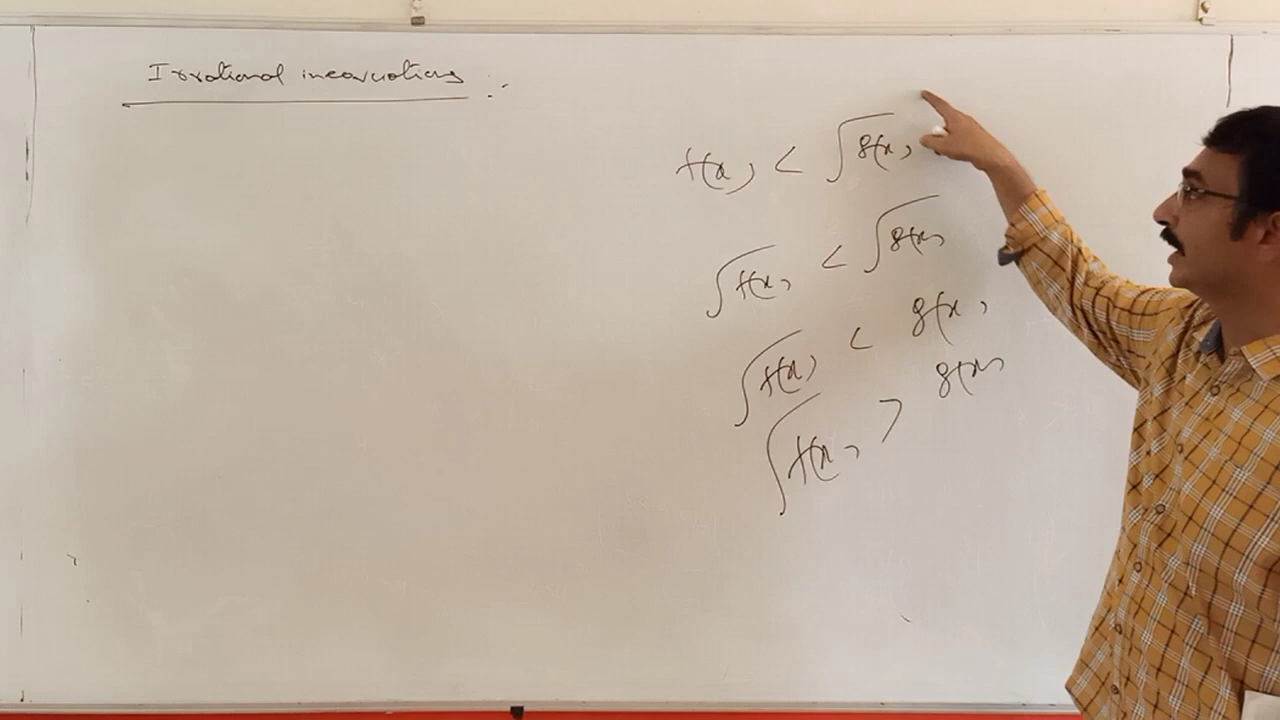 Irrational inequations :-
f(x) < √g(x)
√f(x) < √g(x)
√f(x) < g(x)
√f(x) > g(x)